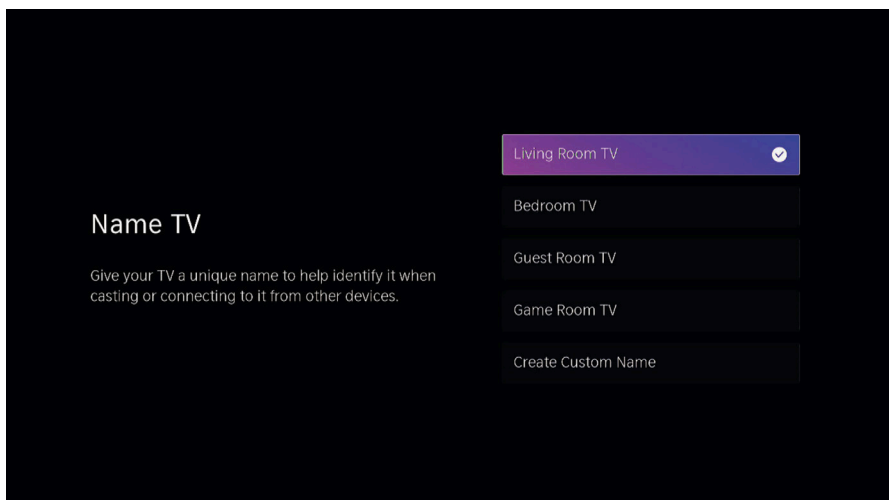 Name TV
Give your TV a unique name to help identify it when
casting or connecting to it from other devices.
Living Room TV
Bedroom TV
Guest Room TV
Game Room TV
Create Custom Name